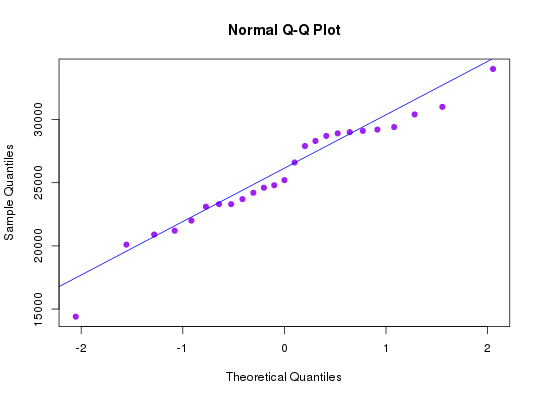 Normal Q-Q Plot
30000
25000
20000
15000
Sample Quantiles
-2 -1 0 1 2
Theoretical Quantiles